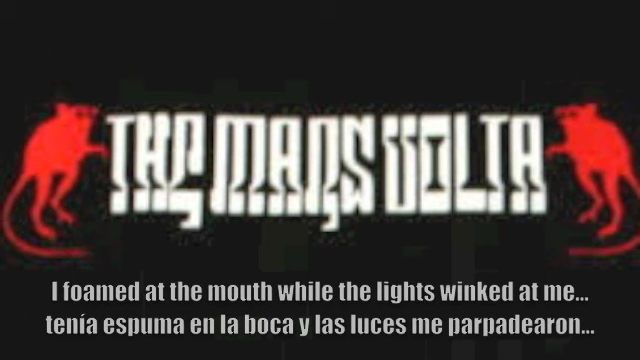 THE MARS VOLTA
I foamed at the mouth while the lights winked at me...
tenía espuma en la boca y las luces me parpadearon...